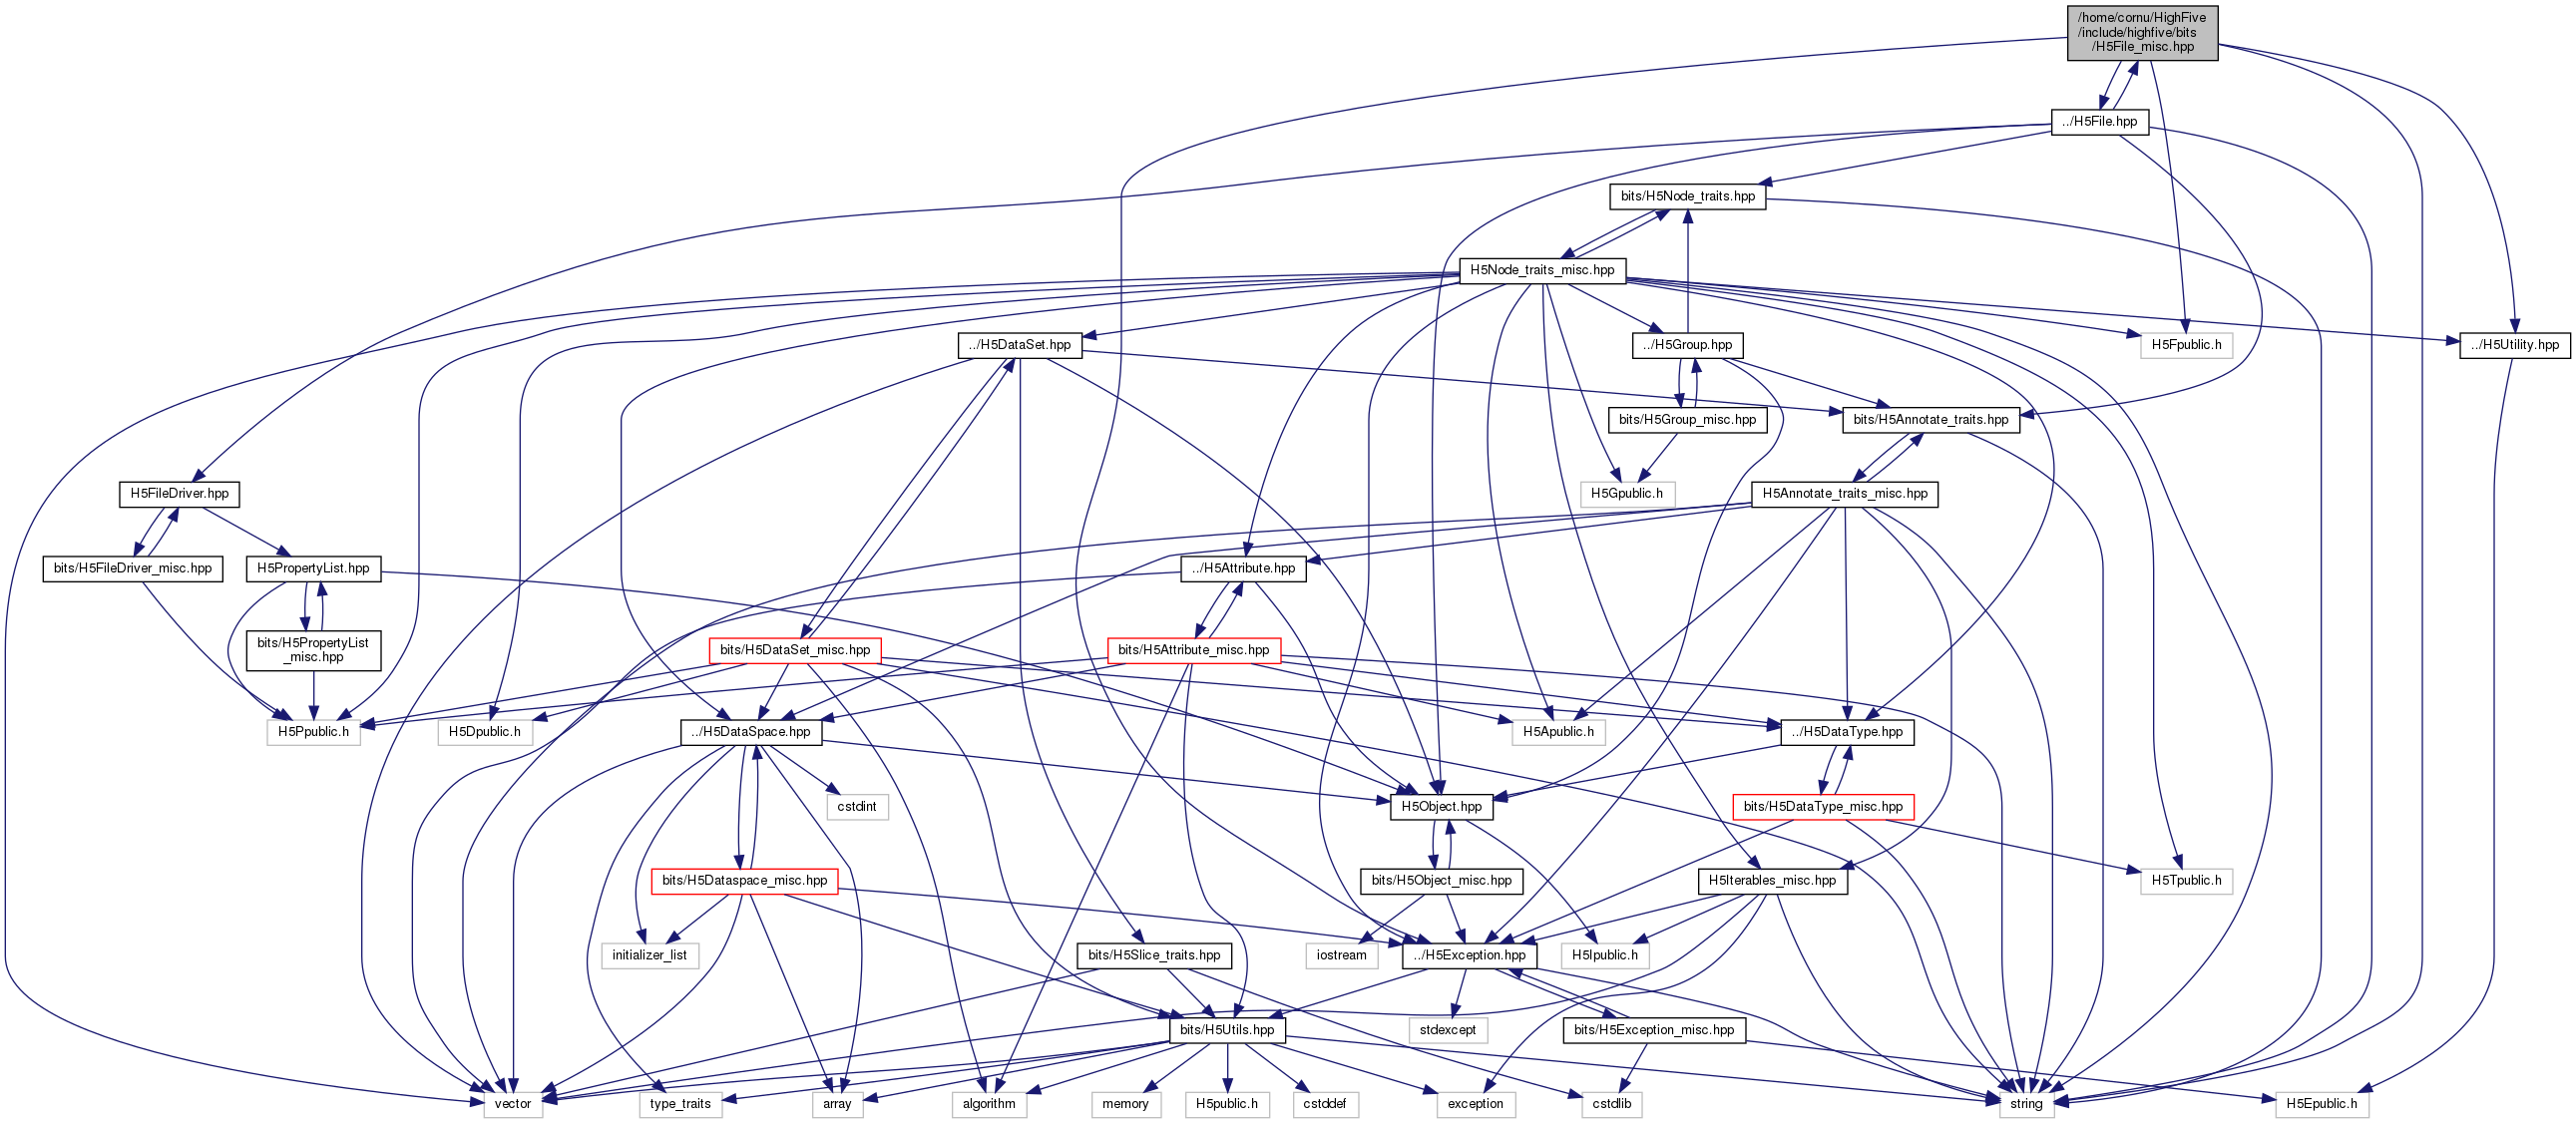 /home/cornu/HighFive
/include/highfive/bits
/H5File_misc.hpp
../H5File.hpp
bits/H5Node_traits.hpp
H5Node_traits_misc.hpp
../H5DataSet.hpp
../H5Group.hpp
H5Fpublic.h
../H5Utility.hpp
bits/H5Group_misc.hpp
bits/H5Annotate_traits.hpp
H5FileDriver.hpp
H5Gpublic.h
H5Annotate_traits_misc.hpp
bits/H5FileDriver_misc.hpp
H5PropertyList.hpp
../H5Attribute.hpp
bits/H5PropertyList
_misc.hpp
bits/H5DataSet_misc.hpp
bits/H5Attribute_misc.hpp
H5Ppublic.h
H5Dpublic.h
../H5DataSpace.hpp
H5Apublic.h
../H5DataType.hpp
cstdint
H5Object.hpp
bits/H5DataType_misc.hpp
bits/H5Dataspace_misc.hpp
bits/H5Object_misc.hpp
H5Iterables_misc.hpp
H5Tpublic.h
initializer_list
bits/H5Slice_traits.hpp
iostream
../H5Exception.hpp
H5Ipublic.h
bits/H5Utils.hpp
stdexcept
bits/H5Exception_misc.hpp
vector
type_traits
array
algorithm
memory
H5public.h
cstddef
exception
cstdlib
string
H5Epublic.h